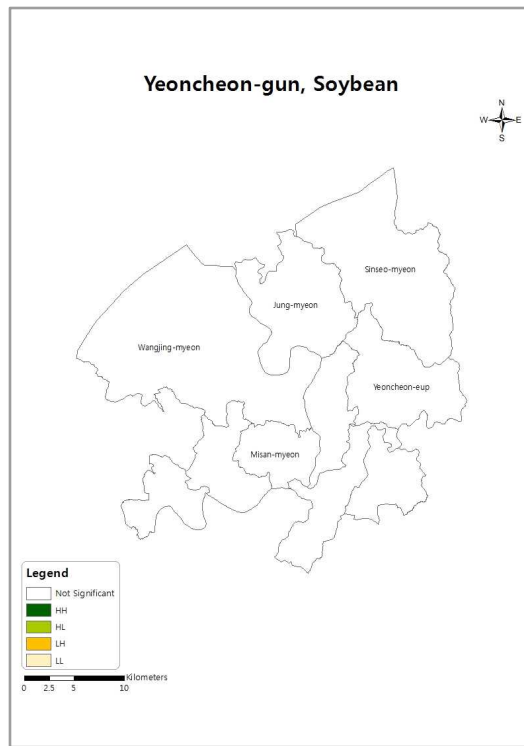 Yeoncheon-gun, Soybean
N
W E
S
Sinseo-myeon
Jung-myeon
Wangjing-myeon
Yeoncheon-eup
Misan-myeon
Legend
Not Significant
HH
HL
LH
LL
Kilometers
0 2.5 5 10